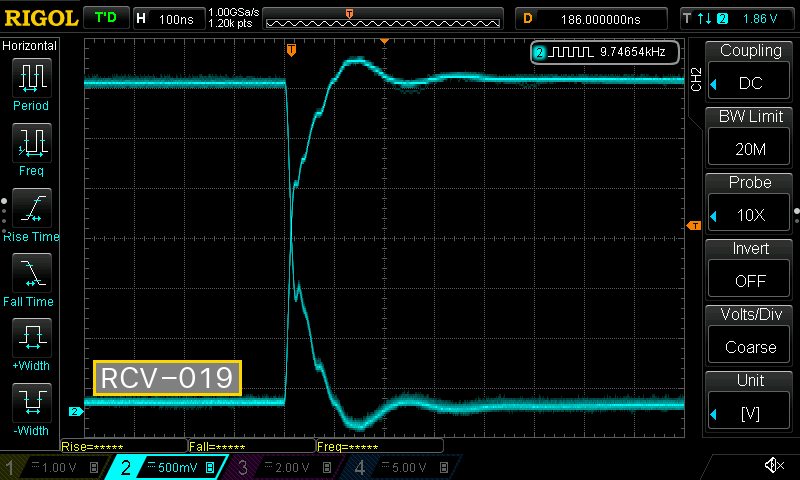 RIGOL T'D H 100ns 1.00GSa/s 1.20k pts D 186.000000ns T 2 1.86 V
Horizontal
Period
Freq
Rise Time
Fall Time
+Width
-Width
T
2 9.74654kHz
T
RCV-019
2
CH2
Coupling
DC
BW Limit
20M
Probe
10X
Invert
OFF
Volts/Div
Coarse
Unit
[V]
Rise=***** Fall=***** Freq=*****
1 1.00 V B 2 500mV B 3 2.00 V B 4 5.00 V B